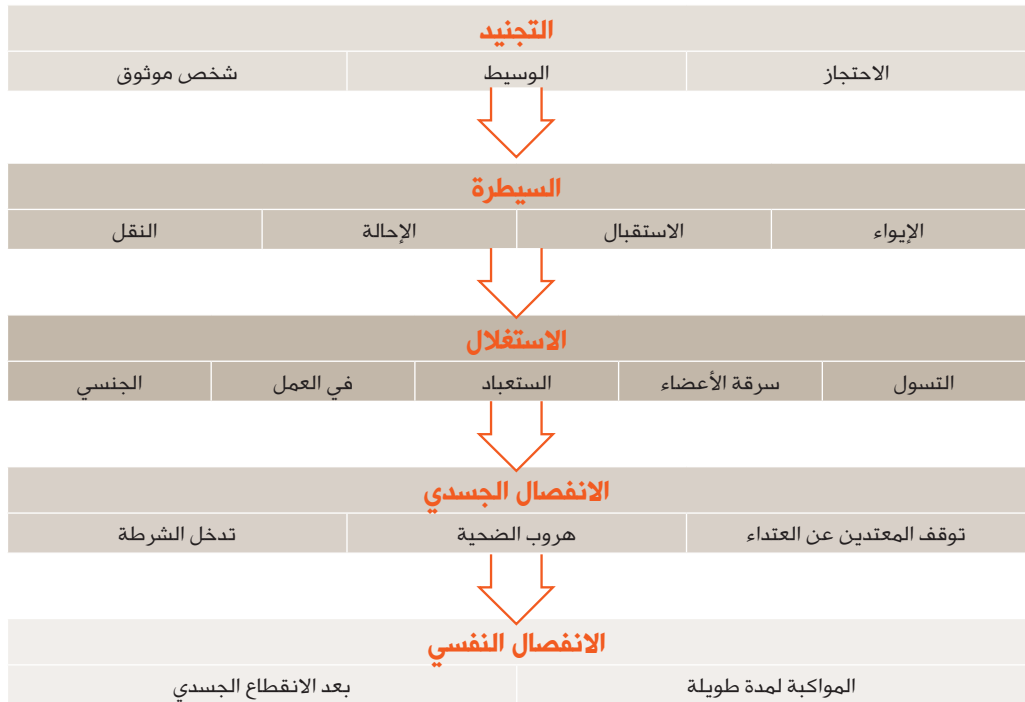 التجنيد
الاحتجاز الوسيط شخص موثوق
السيطرة
الإيواء الاستقبال الإحالة النقل
الاستغلال
التسول سرقة الأعضاء الستعباد في العمل الجنسي
الانفصال الجسدي
توقف المعتدين عن العتداء هروب الضحية تدخل الشرطة
الانفصال النفسي
المواكبة لمدة طويلة بعد الانقطاع الجسدي